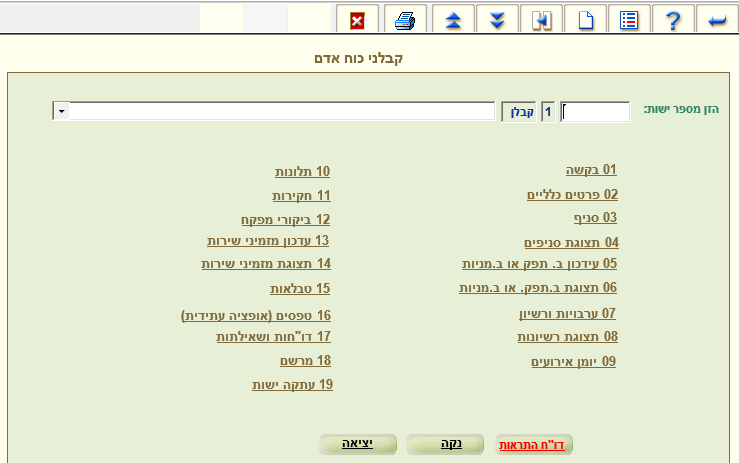 קבלני כוח אדם
הזן מספר ישות: 1 קבלן
01 בקשה
02 פרטים כלליים
03 סניף
04 תצוגת סניפים
05 עידכון ב. תפק או ב.מניות
06 תצוגת ב.תפק. או ב.מניות
07 ערבויות ורשיון
08 תצוגת רשיונות
09 יומן אירועים
10 תלונות
11 חקירות
12 ביקורי מפקח
13 עדכון מזמיני שירות
14 תצוגת מזמיני שירות
15 טבלאות
16 טפסים (אופציה עתידית)
17 דו"חות ושאילתות
18 מרשם
19 עתקה ישות
דו"ח התראות נקה יציאה